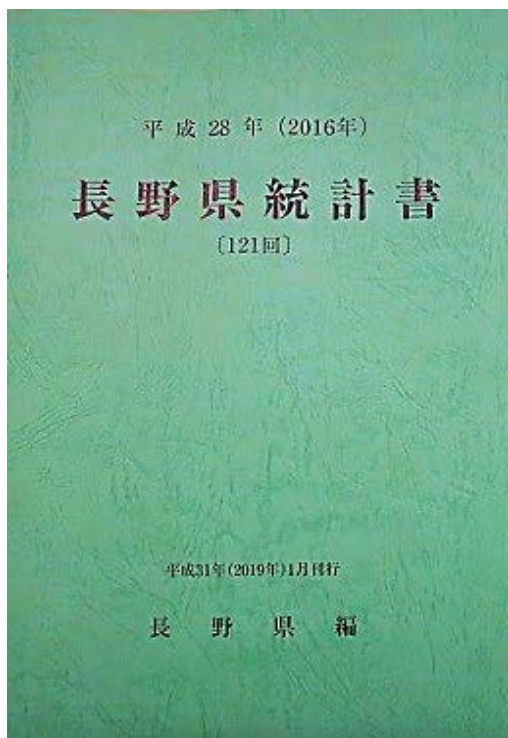 平成28年(2016年)
長野県統計書
〔121回〕
平成31年(2019年)1月刊行
長野県編